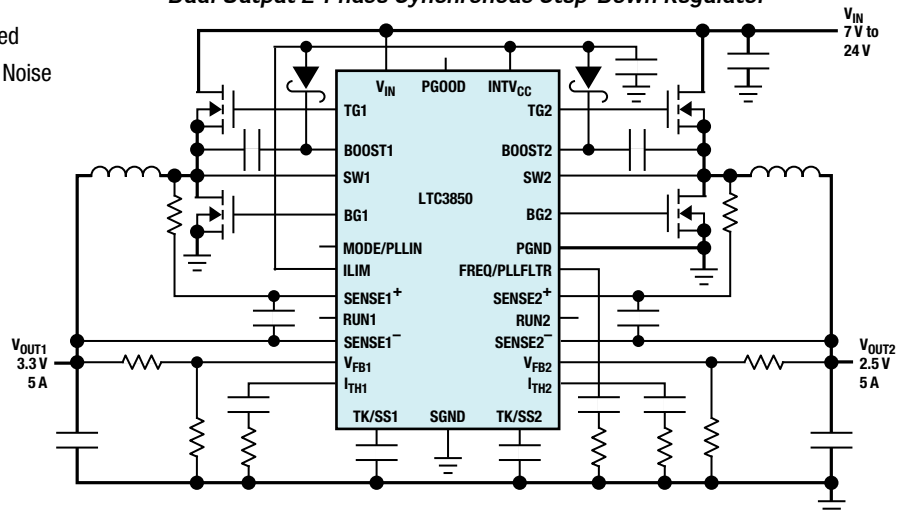 Dual Output 2-Phase Synchronous Step-Down Regulator
ed
Noise
VIN
7 V to
24 V
VIN PGOOD INTVCC
TG1 TG2
BOOST1 BOOST2
SW1 SW2
LTC3850
BG1 BG2
MODE/PLLIN PGND
ILIM FREQ/PLLFLTR
SENSE1+ SENSE2+
RUN1 RUN2
SENSE1– SENSE2–
VOUT1
3.3 V
5 A
VFB1 VFB2
VOUT2
2.5 V
5 A
ITH1 ITH2
TK/SS1 SGND TK/SS2